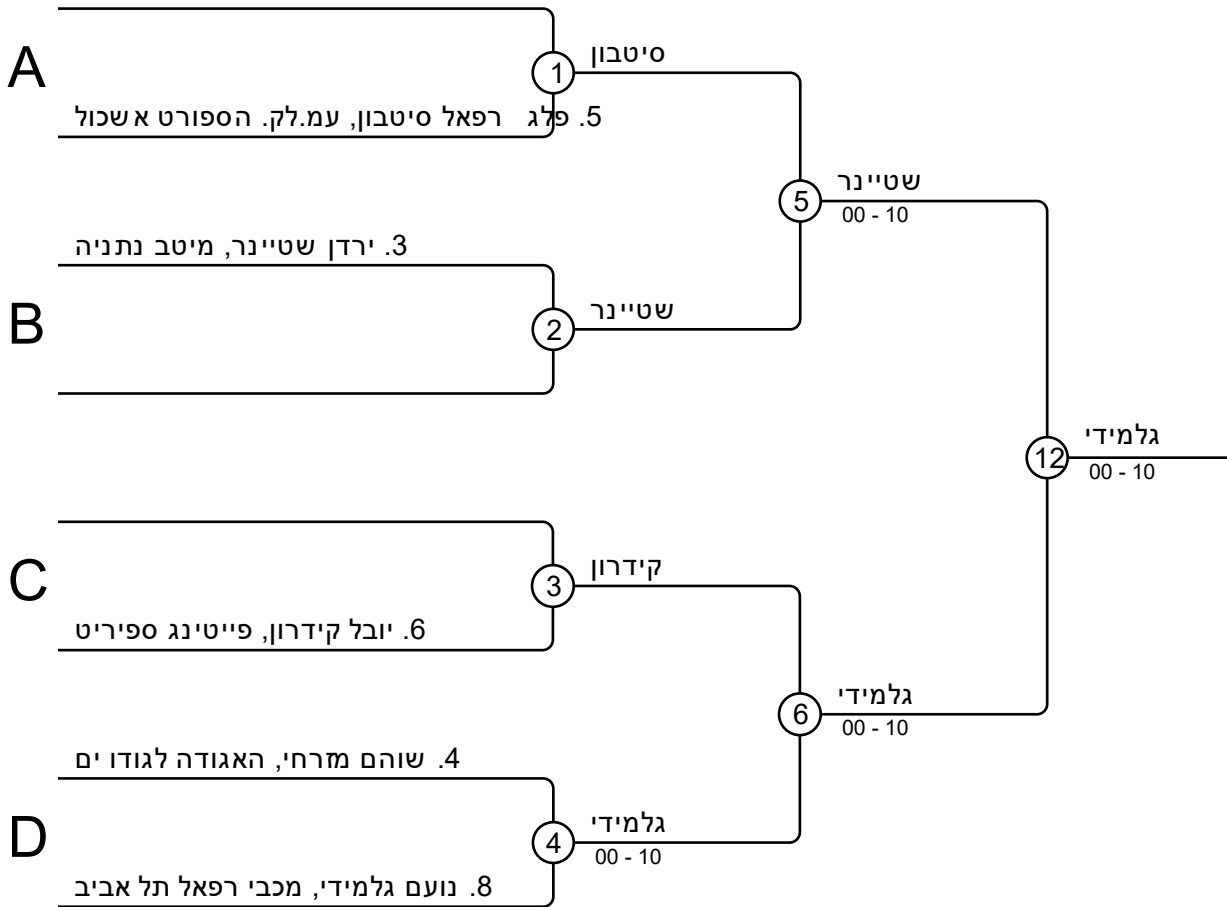 A
1
סיטבון
5. פלג רפאל סיטבון, עמ.לק. הספורט אשכול
5
שטיינר
00 - 10
3. ירדן שטיינר, מיטב נתניה
B
2
שטיינר
12
גלמידי
00 - 10
C
3
קידרון
6. יובל קידרון, פייטינג ספיריט
6
גלמידי
00 - 10
4. שוהם מזרחי, האגודה לגודו ים
D
4
גלמידי
00 - 10
8. נועם גלמידי, מכבי רפאל תל אביב